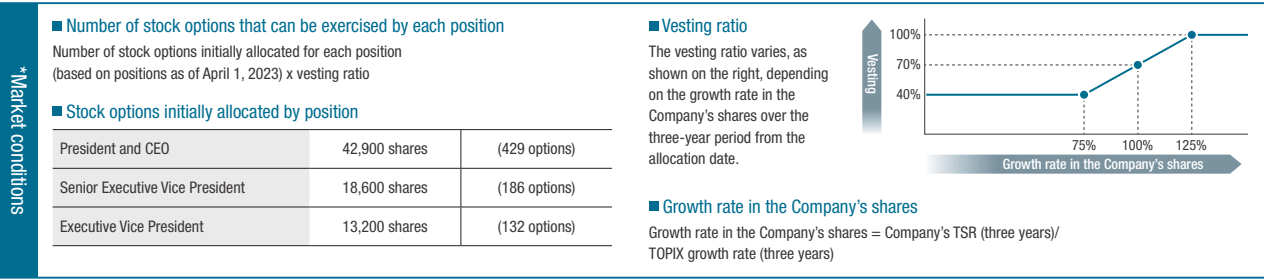 *Market conditions
■ Number of stock options that can be exercised by each position
Number of stock options initially allocated for each position
(based on positions as of April 1, 2023) x vesting ratio
■ Stock options initially allocated by position
President and CEO 42,900 shares (429 options)
Senior Executive Vice President 18,600 shares (186 options)
Executive Vice President 13,200 shares (132 options)
■ Vesting ratio
The vesting ratio varies, as
shown on the right, depending
on the growth rate in the
Company's shares over the
three-year period from the
allocation date.
Vesting
100%
70%
40%
75% 100% 125%
Growth rate in the Company's shares
■ Growth rate in the Company's shares
Growth rate in the Company's shares = Company's TSR (three years)/
TOPIX growth rate (three years)